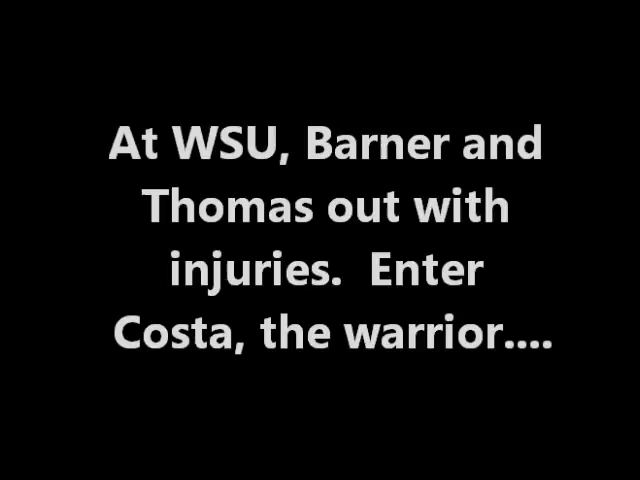 At WSU, Barner and
Thomas out with
injuries.  Enter
Costa, the warrior....